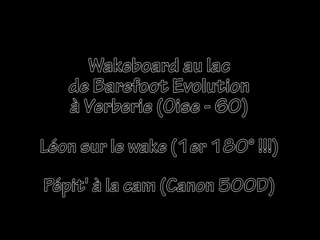 Wakeboard au lac
de Barefoot Evolution
à Verberie (Oise - 60)
Léon sur le wake (1er 180° !!!)
Pépit' à la cam (Canon 500D)